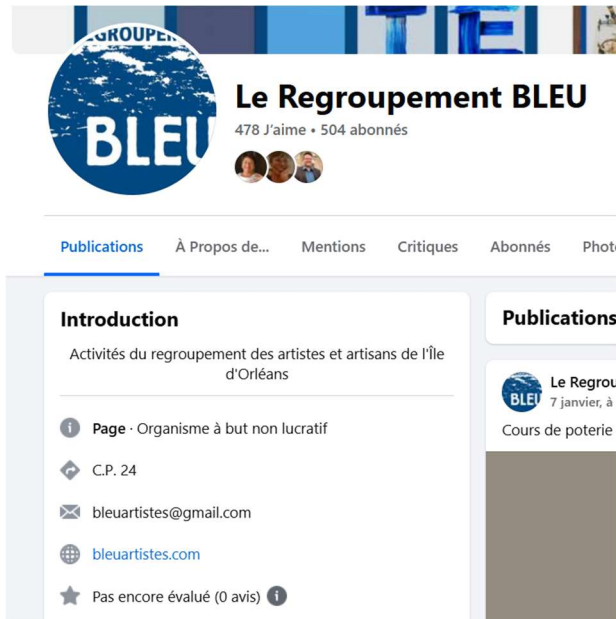 REGROUPE
BLEU
Le Regroupement BLEU
478 J'aime • 504 abonnés
Publications À Propos de... Mentions Critiques Abonnés
Introduction
Activités du regroupement des artistes et artisans de l'Île
d'Orléans
Page · Organisme à but non lucratif
C.P. 24
bleuartistes@gmail.com
bleuartistes.com
Pas encore évalué (0 avis)
Publications
BLEU
Le Regrou
7 janvier, à
Cours de poterie